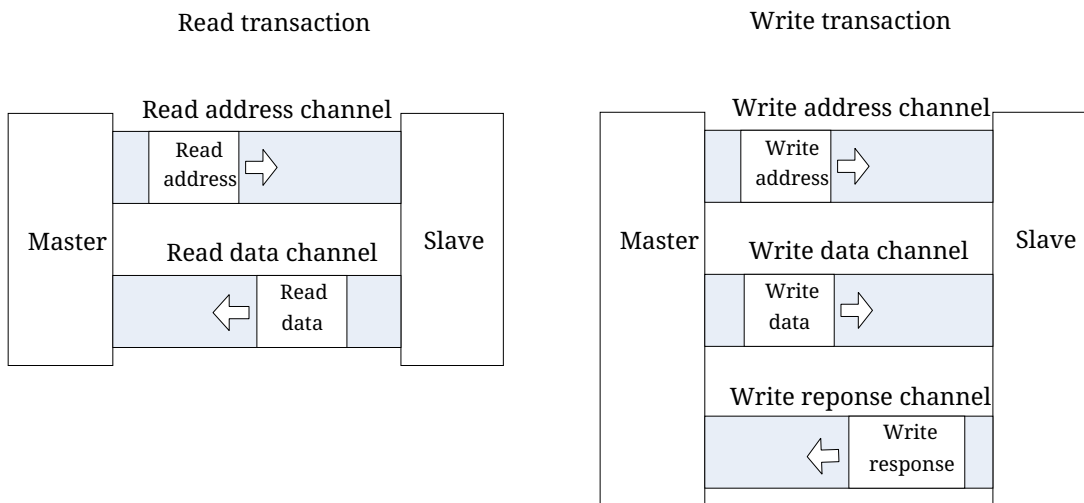 Read transaction
Write transaction
Read address channel
Read
address
Master
Slave
Read data channel
Read
data
Write address channel
Write
address
Master
Slave
Write data channel
Write
data
Write reponse channel
Write
response